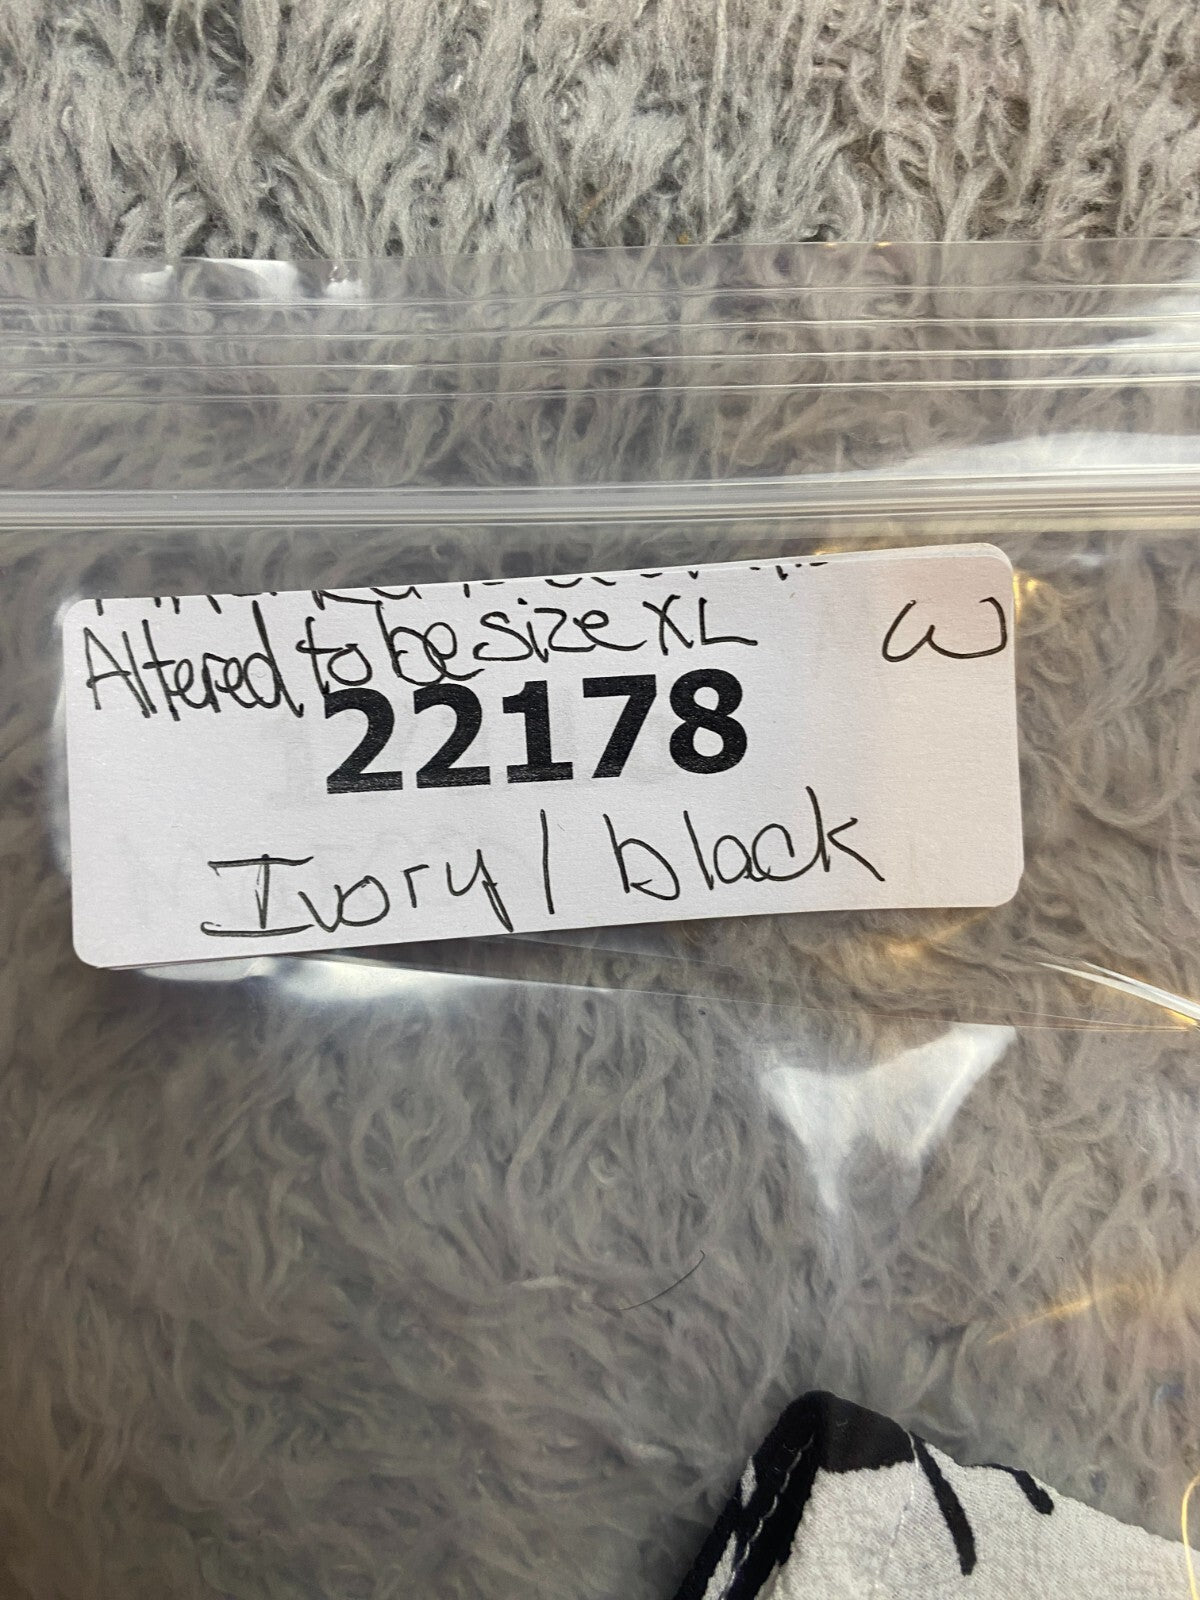 Altered to be size XL
W
22178
Ivory / black